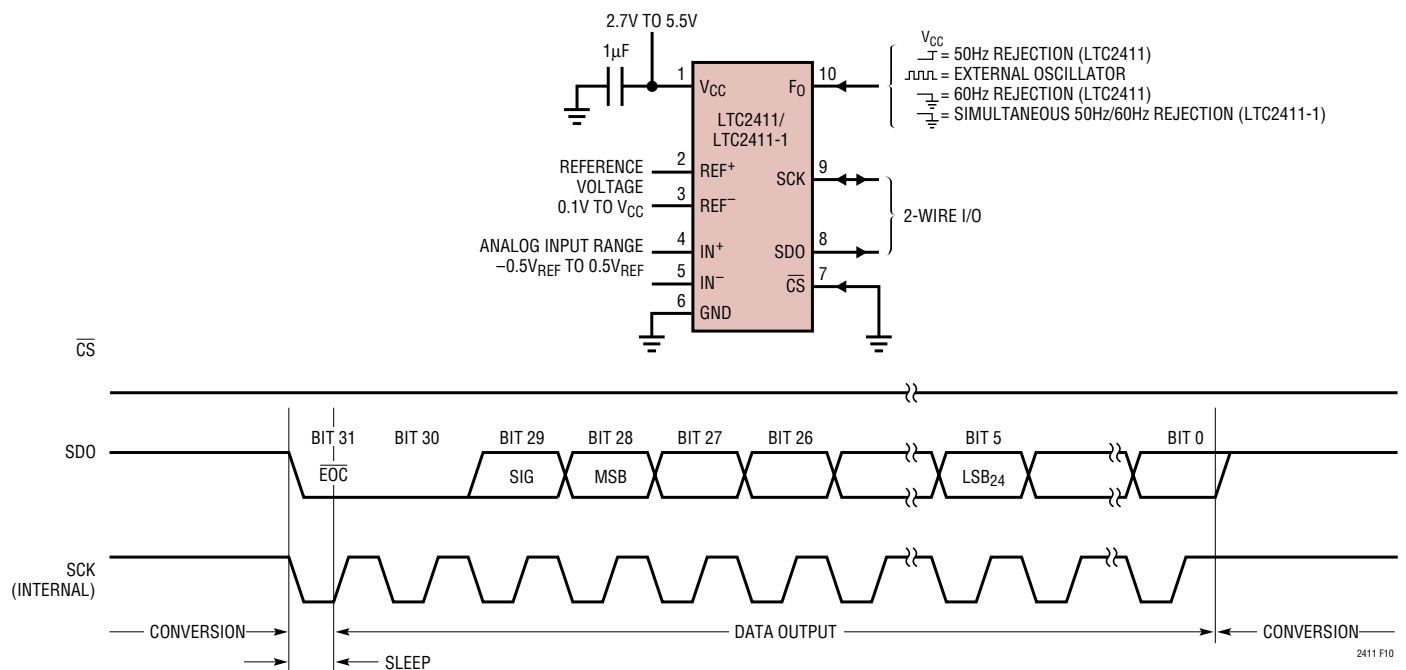 2.7V TO 5.5V
1µF
VCC
= 50Hz REJECTION (LTC2411)
= EXTERNAL OSCILLATOR
= 60Hz REJECTION (LTC2411)
= SIMULTANEOUS 50Hz/60Hz REJECTION (LTC2411-1)
1 VCC FO 10
LTC2411/
LTC2411-1
REFERENCE
VOLTAGE
0.1V TO VCC
2 REF+
3 REF–
SCK 9
2-WIRE I/O
ANALOG INPUT RANGE
–0.5VREF TO 0.5VREF
4 IN+
5 IN–
6 GND
SDO 8
CS 7
CS
SDO
BIT 31 BIT 30 BIT 29 BIT 28 BIT 27 BIT 26 BIT 5 BIT 0
EOC SIG MSB LSB24
SCK
(INTERNAL)
CONVERSION DATA OUTPUT CONVERSION
SLEEP
2411 F10